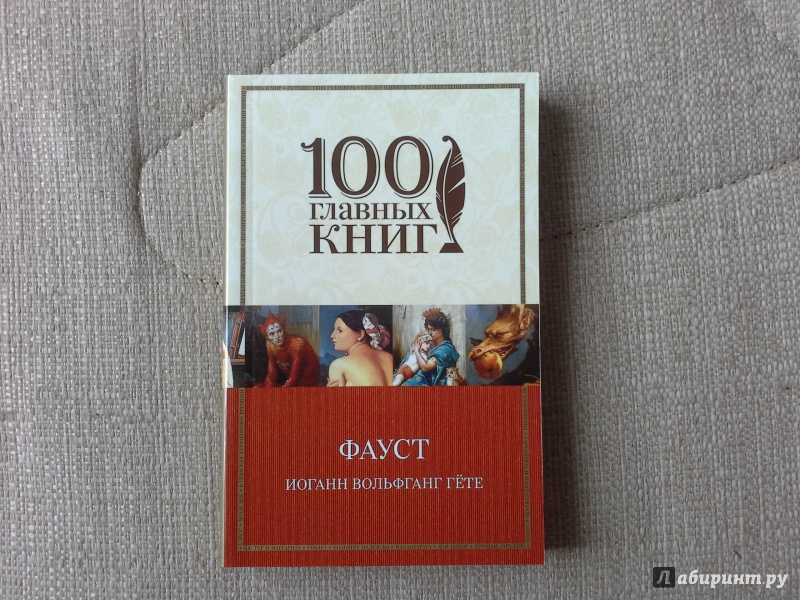 100
ГЛАВНЫХ
КНИГ
ФАУСТ
ИОГАНН ВОЛЬФГАНГ ГЁТЕ
Лабиринт.ру